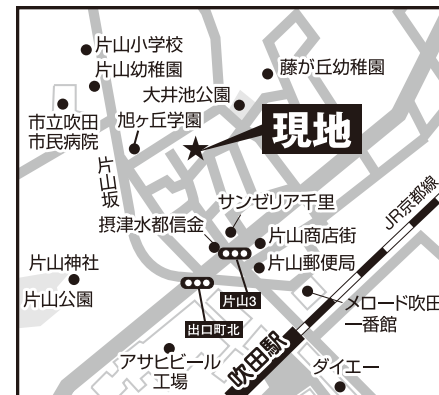 片山小学校
片山幼稚園
藤が丘幼稚園
大井池公園
市立吹田
市民病院
旭ヶ丘学園
現地
片山坂
サンゼリア千里
摂津水都信金
片山商店街
JR京都線
片山神社
片山郵便局
片山公園
片山3
メロード吹田
一番館
出口町北
アサヒビール
工場
吹田駅
ダイエー